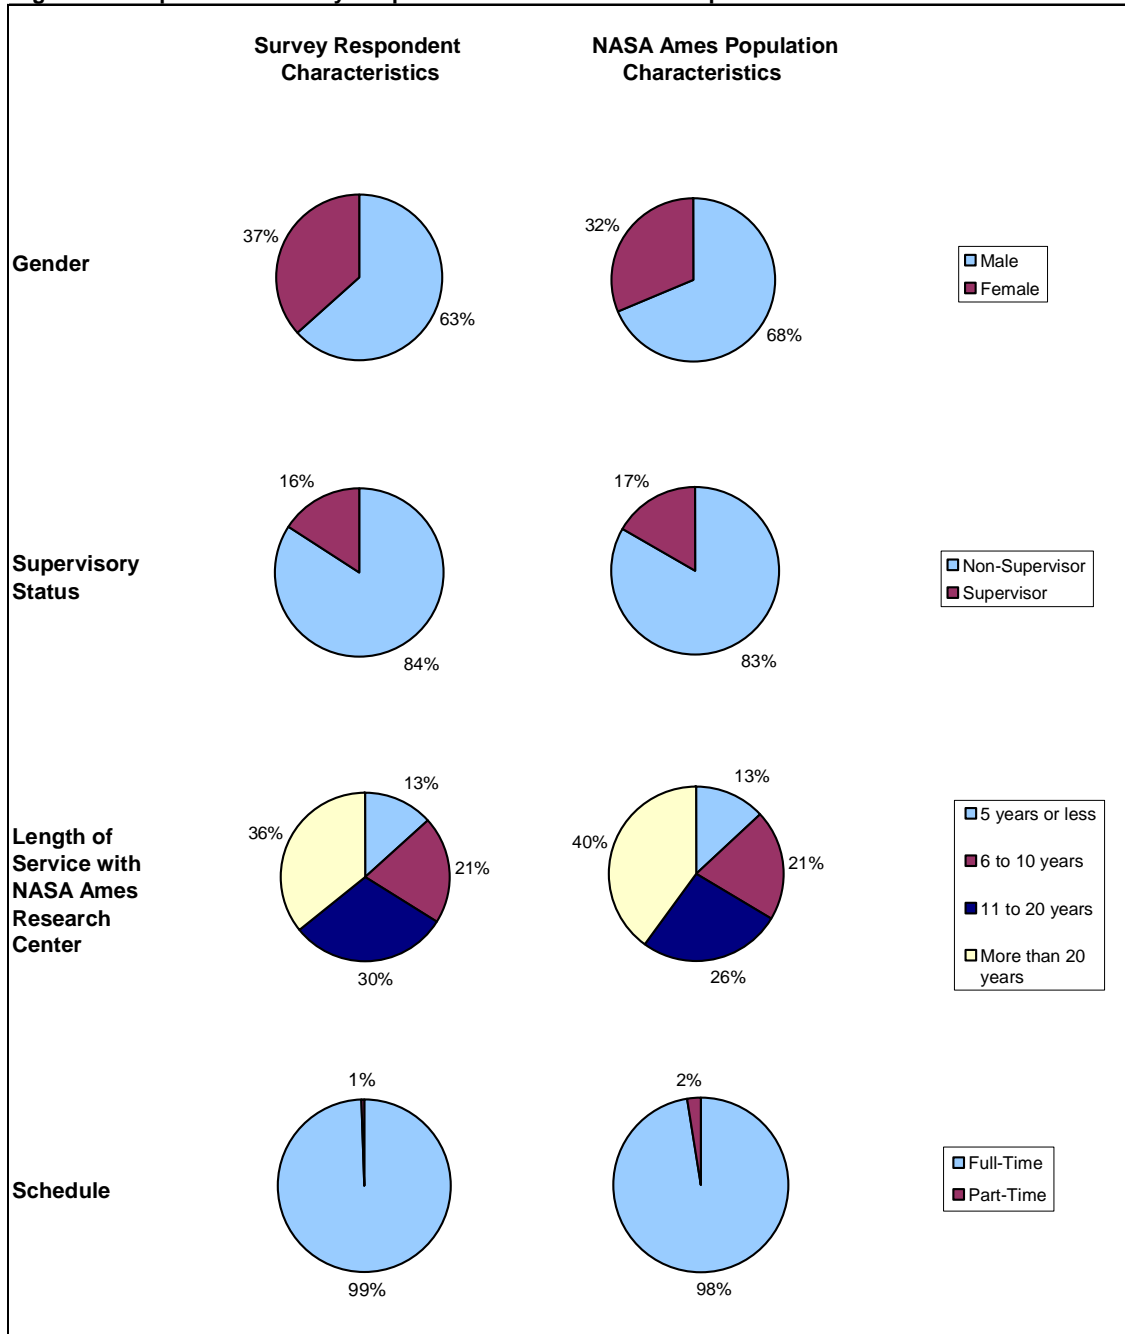 Survey Respondent
Characteristics
NASA Ames Population
Characteristics
Gender
37%
63%
32%
68%
Male
Female
Supervisory
Status
16%
84%
17%
83%
Non-Supervisor
Supervisor
Length of
Service with
NASA Ames
Research
Center
13%
36%
21%
30%
13%
40%
21%
26%
5 years or less
6 to 10 years
11 to 20 years
More than 20
years
Schedule
1%
99%
2%
98%
Full-Time
Part-Time